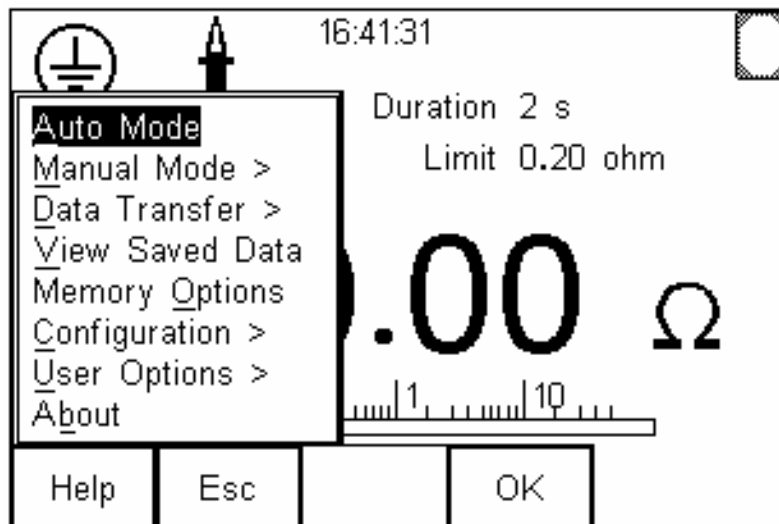 16:41:31
Duration 2 s
Limit 0.20 ohm
Auto Mode
Manual Mode >
Data Transfer >
View Saved Data
Memory Options
Configuration >
User Options >
About
.00 Ω
1 10
Help Esc OK